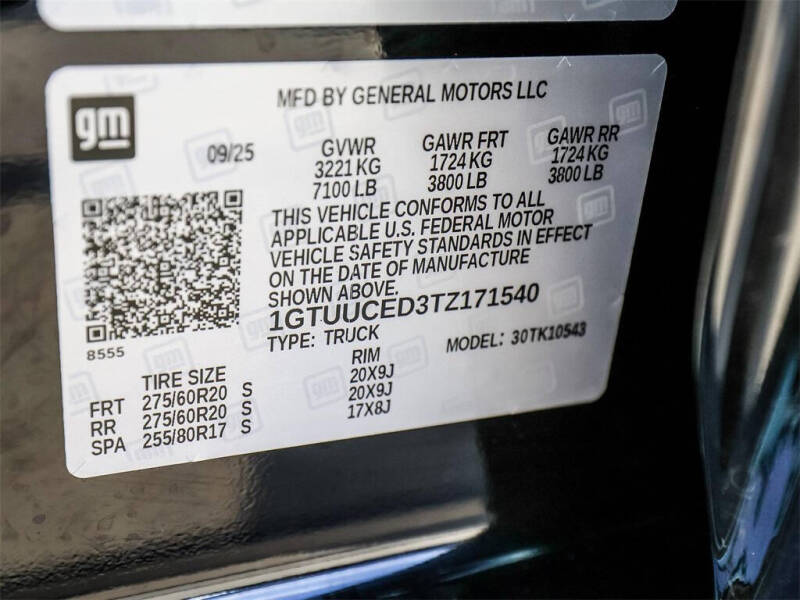 gm
MFD BY GENERAL MOTORS LLC
09/25
GVWR GAWR FRT GAWR RR
3221 KG 1724 KG 1724 KG
7100 LB 3800 LB 3800 LB
THIS VEHICLE CONFORMS TO ALL
APPLICABLE U.S. FEDERAL MOTOR
VEHICLE SAFETY STANDARDS IN EFFECT
ON THE DATE OF MANUFACTURE
SHOWN ABOVE.
1GTUUCED3TZ171540
8555
TYPE: TRUCK MODEL: 30TK10543
TIRE SIZE RIM
FRT 275/60R20 S 20X9J
RR 275/60R20 S 20X9J
SPA 255/80R17 S 17X8J